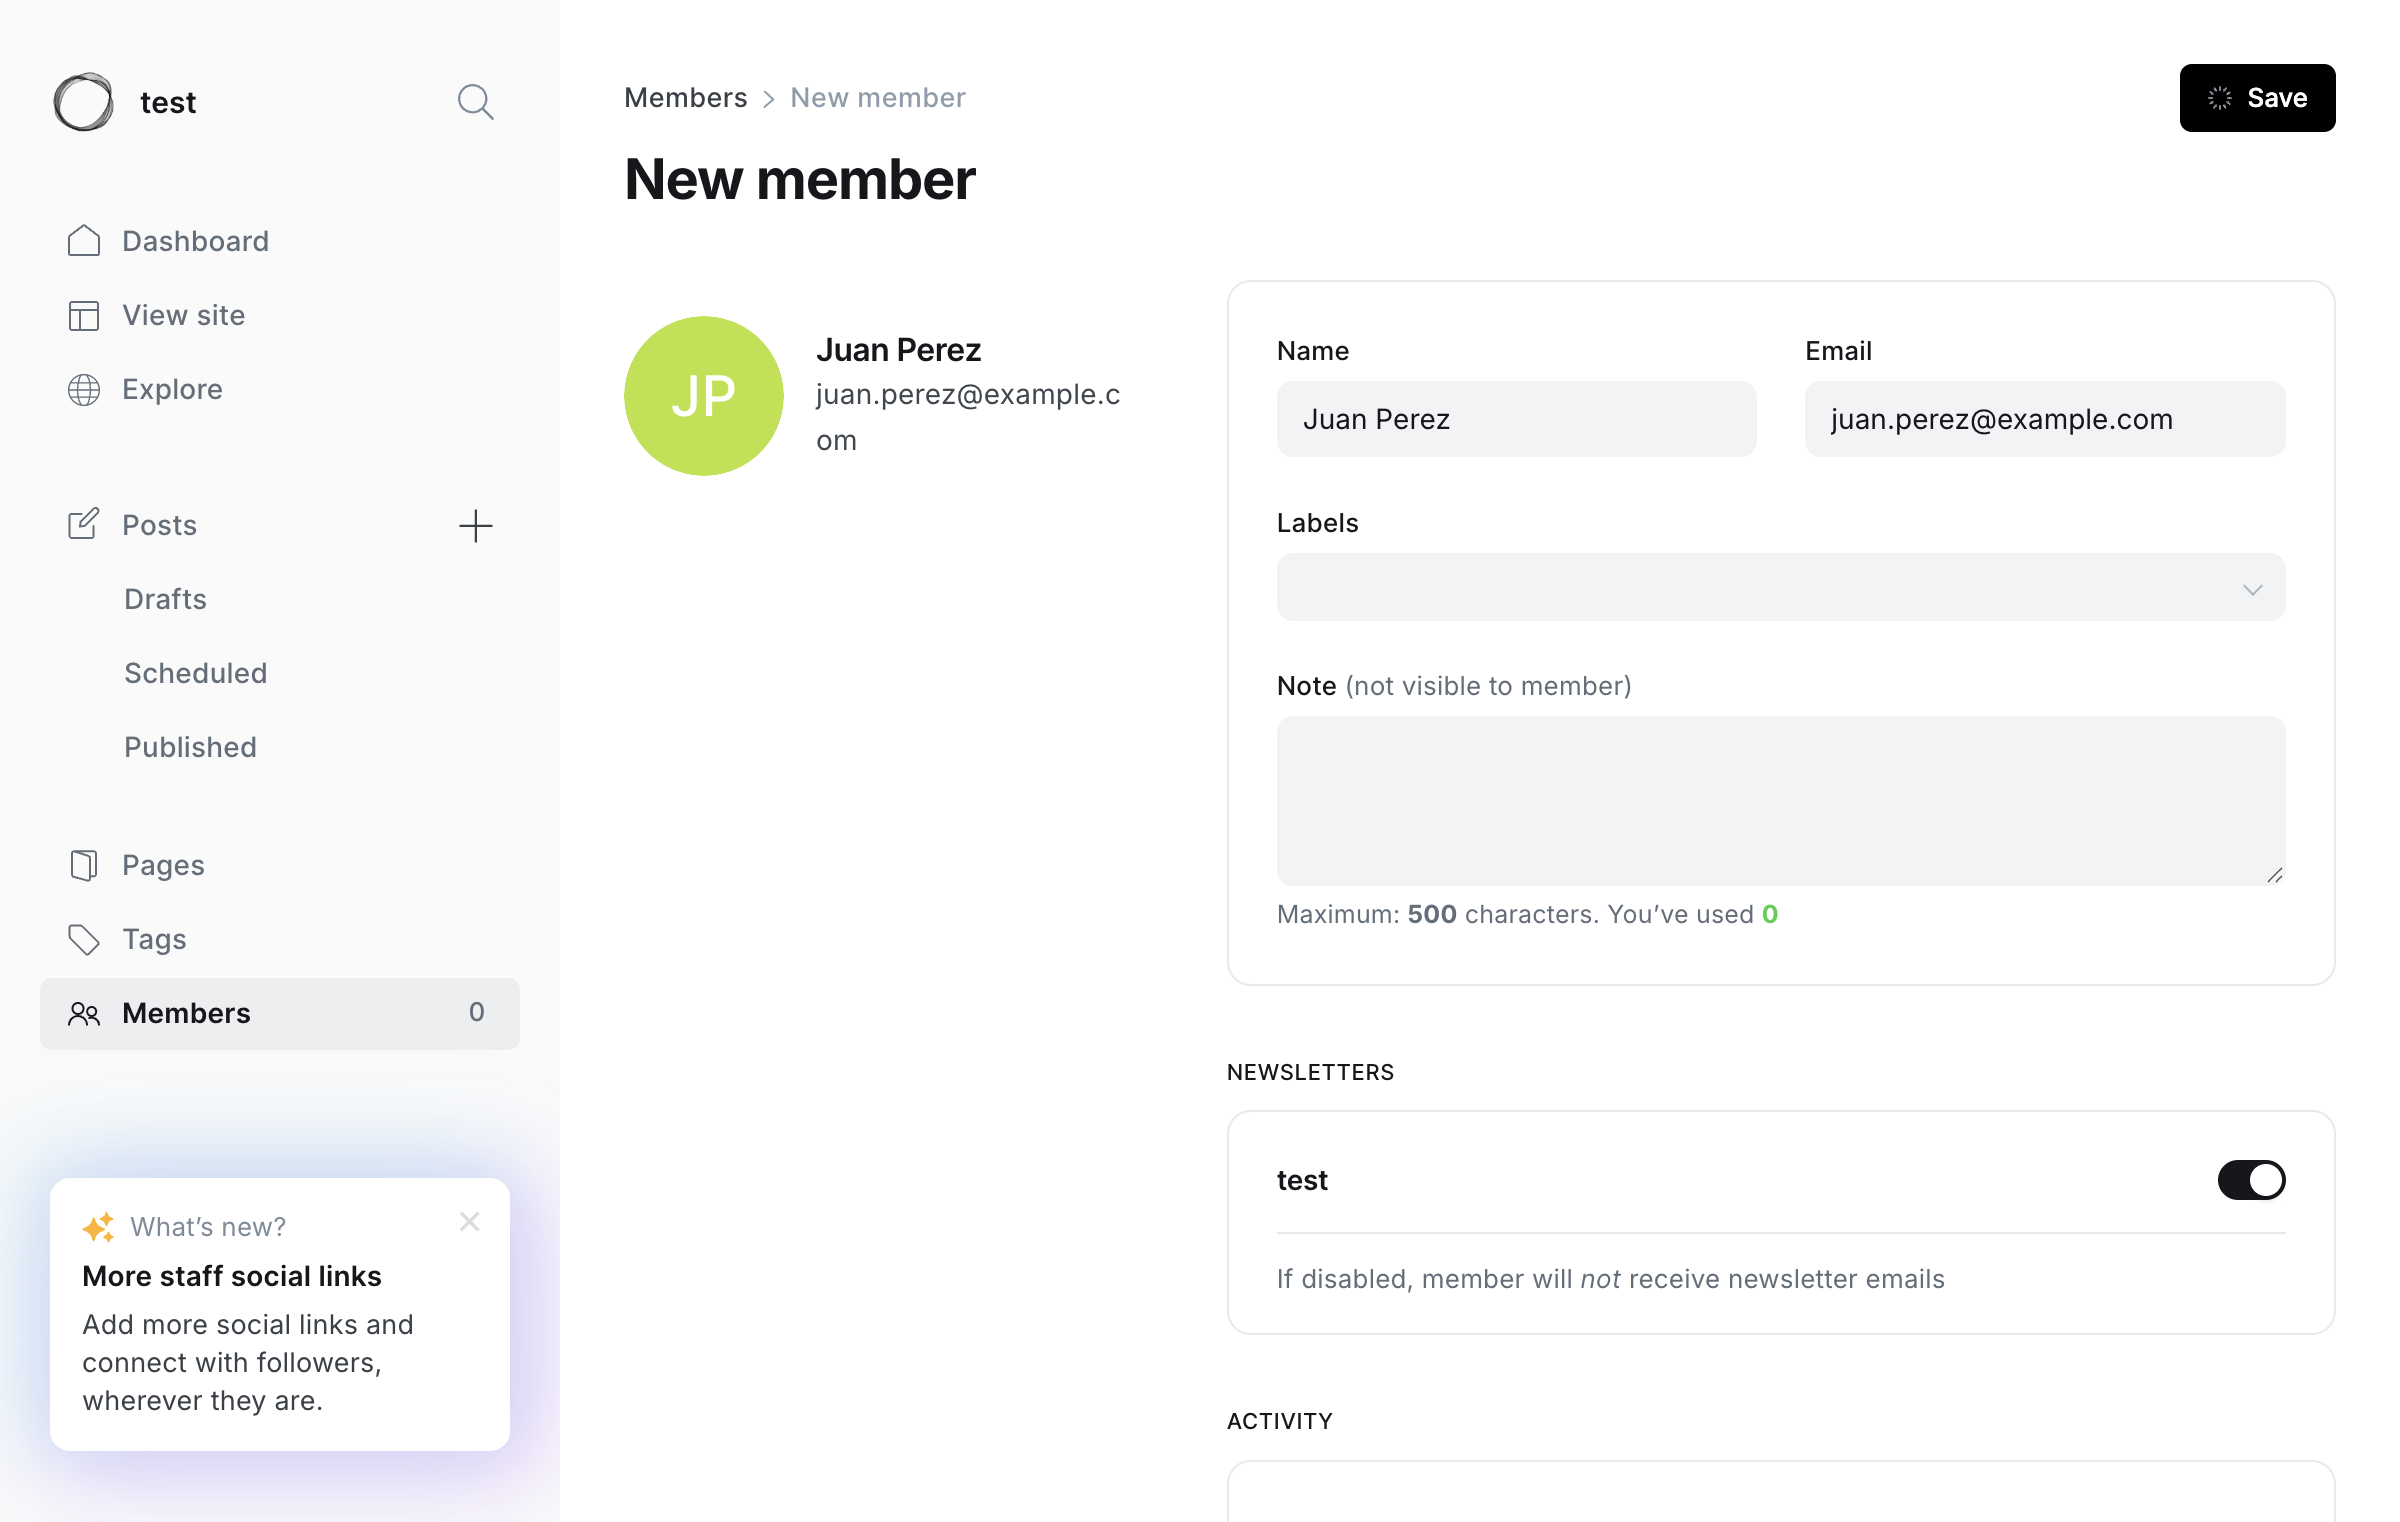 test
Dashboard
View site
Explore
Posts
Drafts
Scheduled
Published
Pages
Tags
Members 0
What's new?
More staff social links
Add more social links and
connect with followers,
wherever they are.
Members > New member
Save
New member
JP
Juan Perez
juan.perez@example.c
om
Name
Juan Perez
Email
juan.perez@example.com
Labels
Note (not visible to member)
Maximum: 500 characters. You’ve used 0
NEWSLETTERS
test
If disabled, member will not receive newsletter emails
ACTIVITY